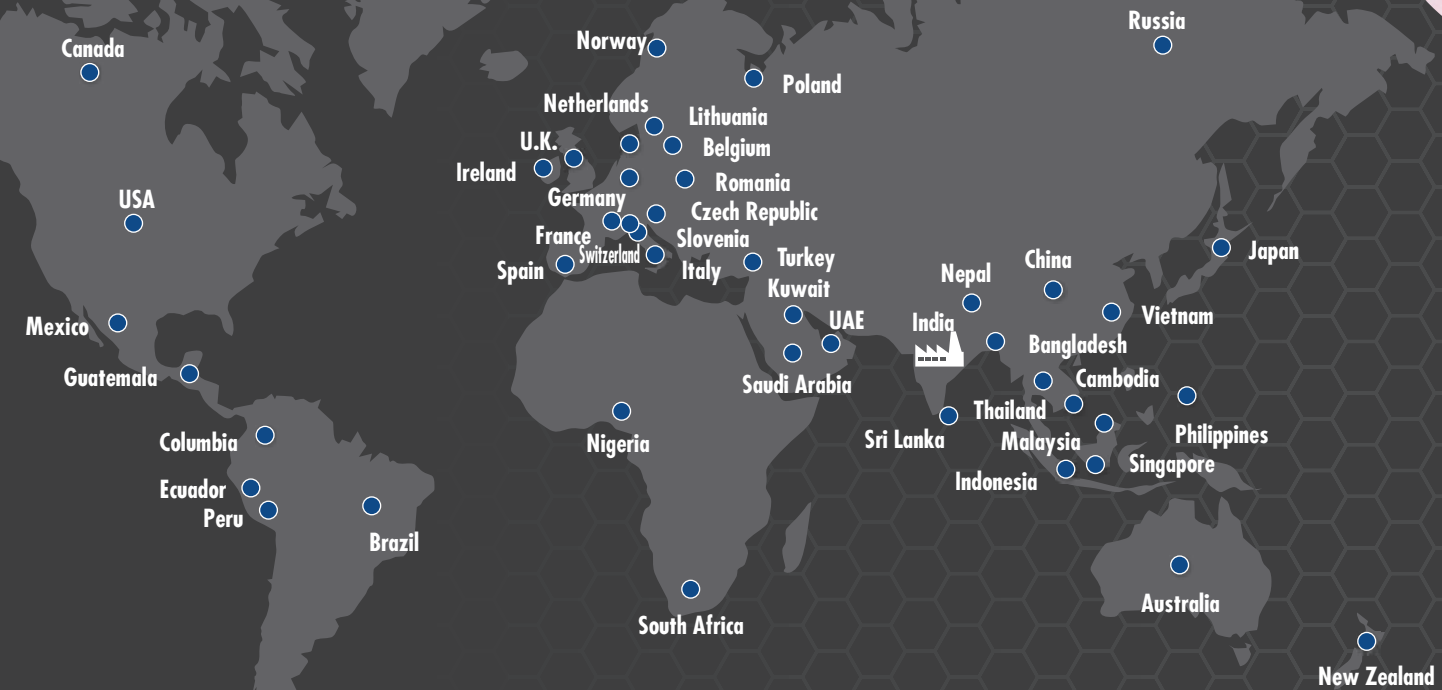 Canada
Norway
Russia
Poland
Netherlands
Lithuania
U.K.
Belgium
Ireland
Romania
USA
Germany
Czech Republic
France
Slovenia
Switzerland
Japan
Spain
Italy
Turkey
China
Nepal
Kuwait
Mexico
UAE
India
Vietnam
Bangladesh
Guatemala
Saudi Arabia
Cambodia
Thailand
Columbia
Nigeria
Sri Lanka
Malaysia
Philippines
Singapore
Indonesia
Ecuador
Peru
Brazil
Australia
South Africa
New Zealand